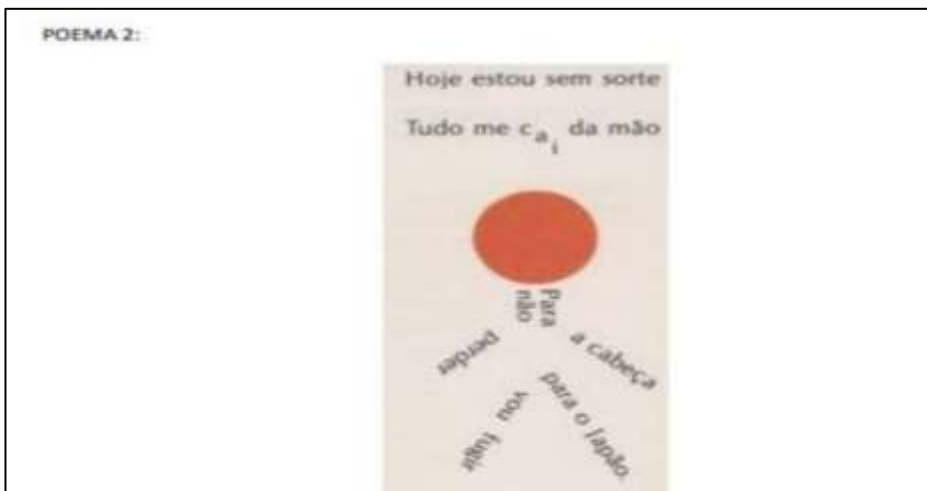 POEMA 2:
Hoje estou sem sorte
Tudo me cai da mão
Para
não
perder
a cabeça
vou fugir
para o Japão.